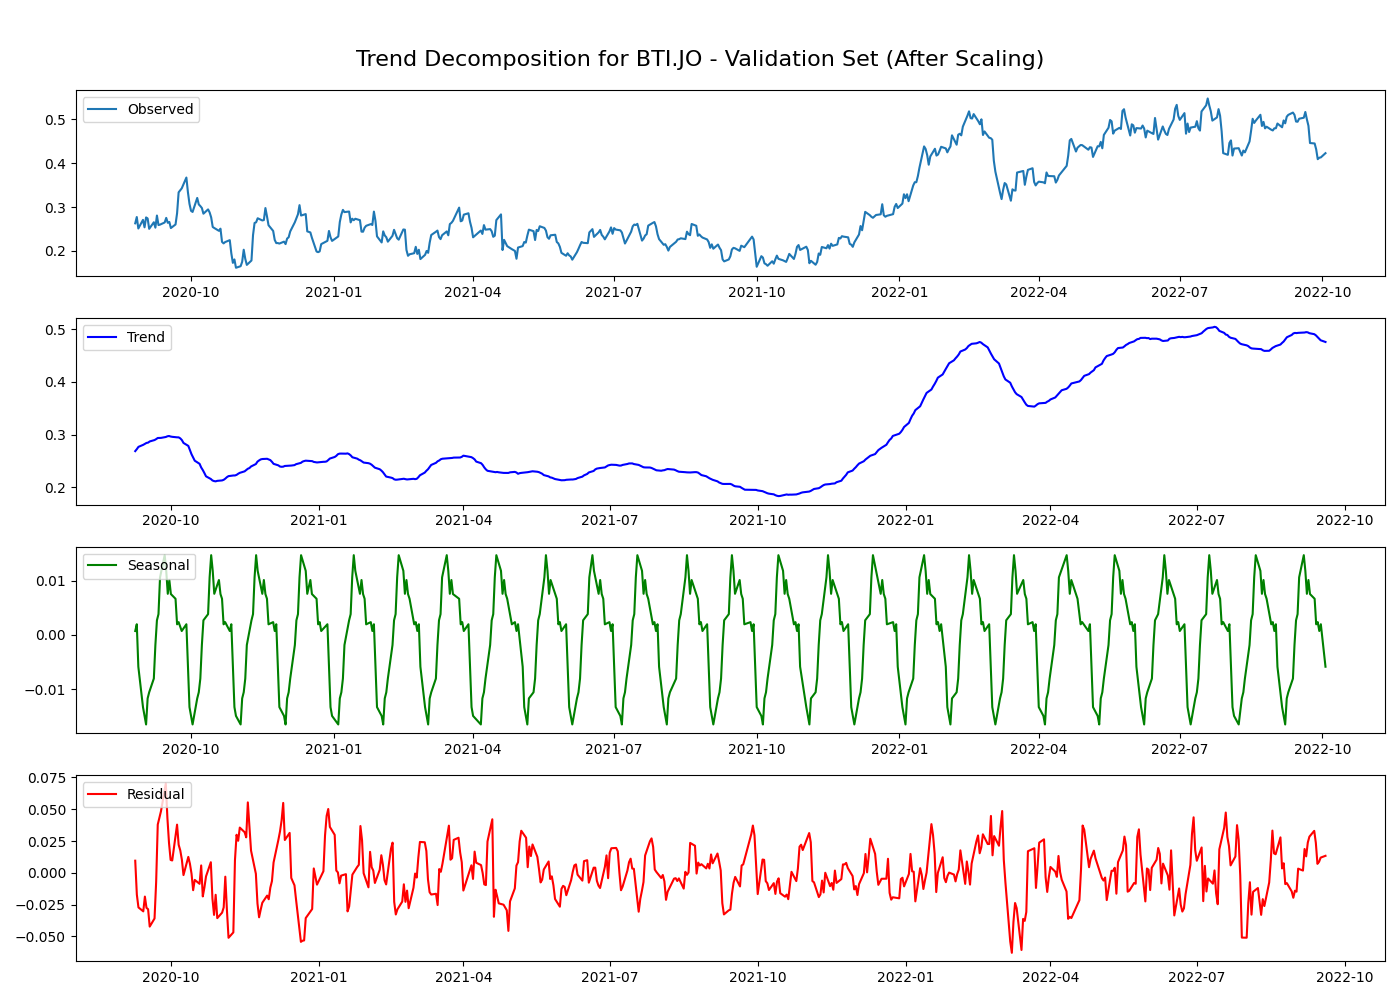 Trend Decomposition for BTI.JO - Validation Set (After Scaling)
Observed
0.5
0.4
0.3
0.2
2020-10 2021-01 2021-04 2021-07 2021-10 2022-01 2022-04 2022-07 2022-10
Trend
0.5
0.4
0.3
0.2
2020-10 2021-01 2021-04 2021-07 2021-10 2022-01 2022-04 2022-07 2022-10
Seasonal
0.01
0.00
−0.01
2020-10 2021-01 2021-04 2021-07 2021-10 2022-01 2022-04 2022-07 2022-10
0.075
Residual
0.050
0.025
0.000
−0.025
−0.050
2020-10 2021-01 2021-04 2021-07 2021-10 2022-01 2022-04 2022-07 2022-10